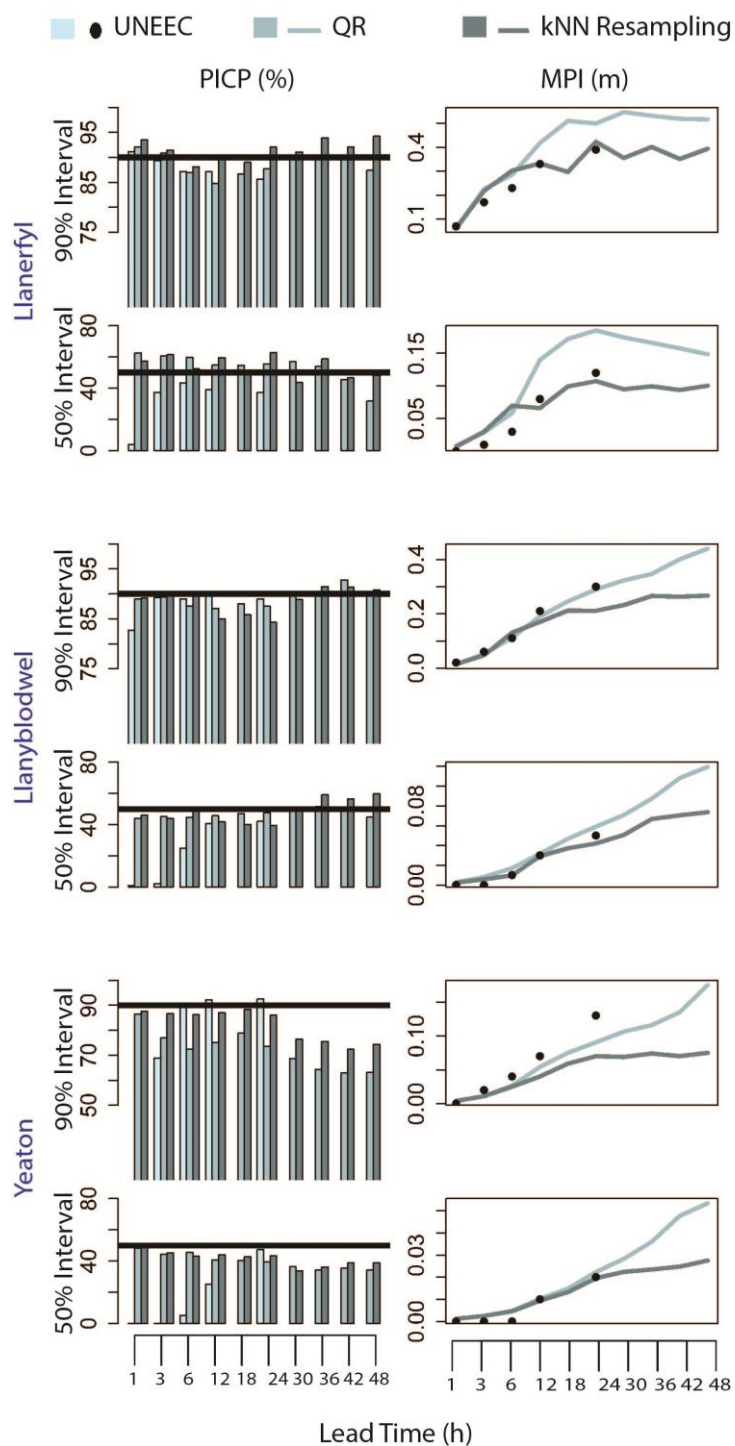 UNEEC QR kNN Resampling
PICP (%) MPI (m)
Llanerfyl
90% Interval
75 85 95
0.1 0.4
50% Interval
0 40 80
0.05 0.15
Llanyblodwel
90% Interval
75 85 95
0.0 0.2 0.4
50% Interval
0 40 80
0.00 0.08
Yeaton
90% Interval
50 70 90
0.00 0.10
50% Interval
0 40 80
0.00 0.03
1 3 6 12 18 24 30 36 42 48
1 3 6 12 18 24 30 36 42 48
Lead Time (h)